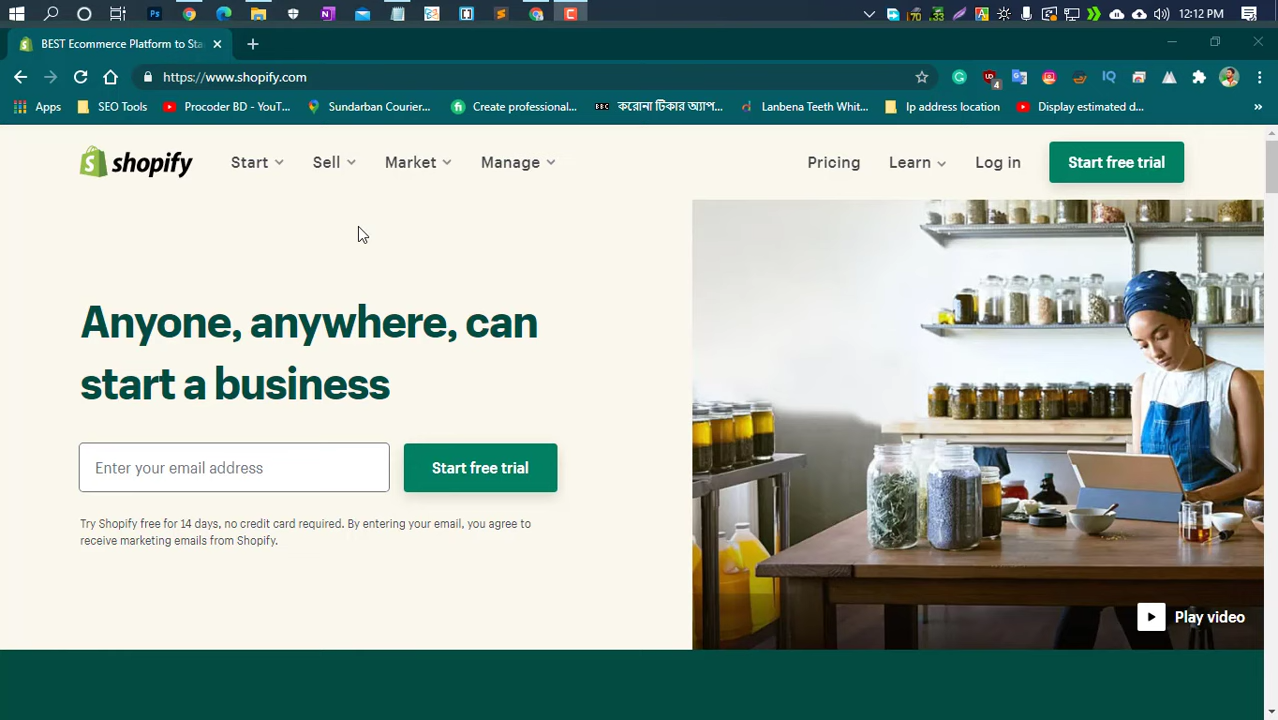 70
33
12:12 PM
BEST Ecommerce Platform to Sta
https://www.shopify.com
4
Apps
SEO Tools
Procoder BD - YouT...
Sundarban Courier...
Create professional...
BBC
করোনা টিকার অ্যাপ...
Lanbena Teeth Whit...
Ip address location
Display estimated d...
»
shopify
Start
Sell
Market
Manage
Pricing
Learn
Log in
Start free trial
Anyone, anywhere, can
start a business
Enter your email address
Start free trial
Try Shopify free for 14 days, no credit card required. By entering your email, you agree to
receive marketing emails from Shopify.
Play video